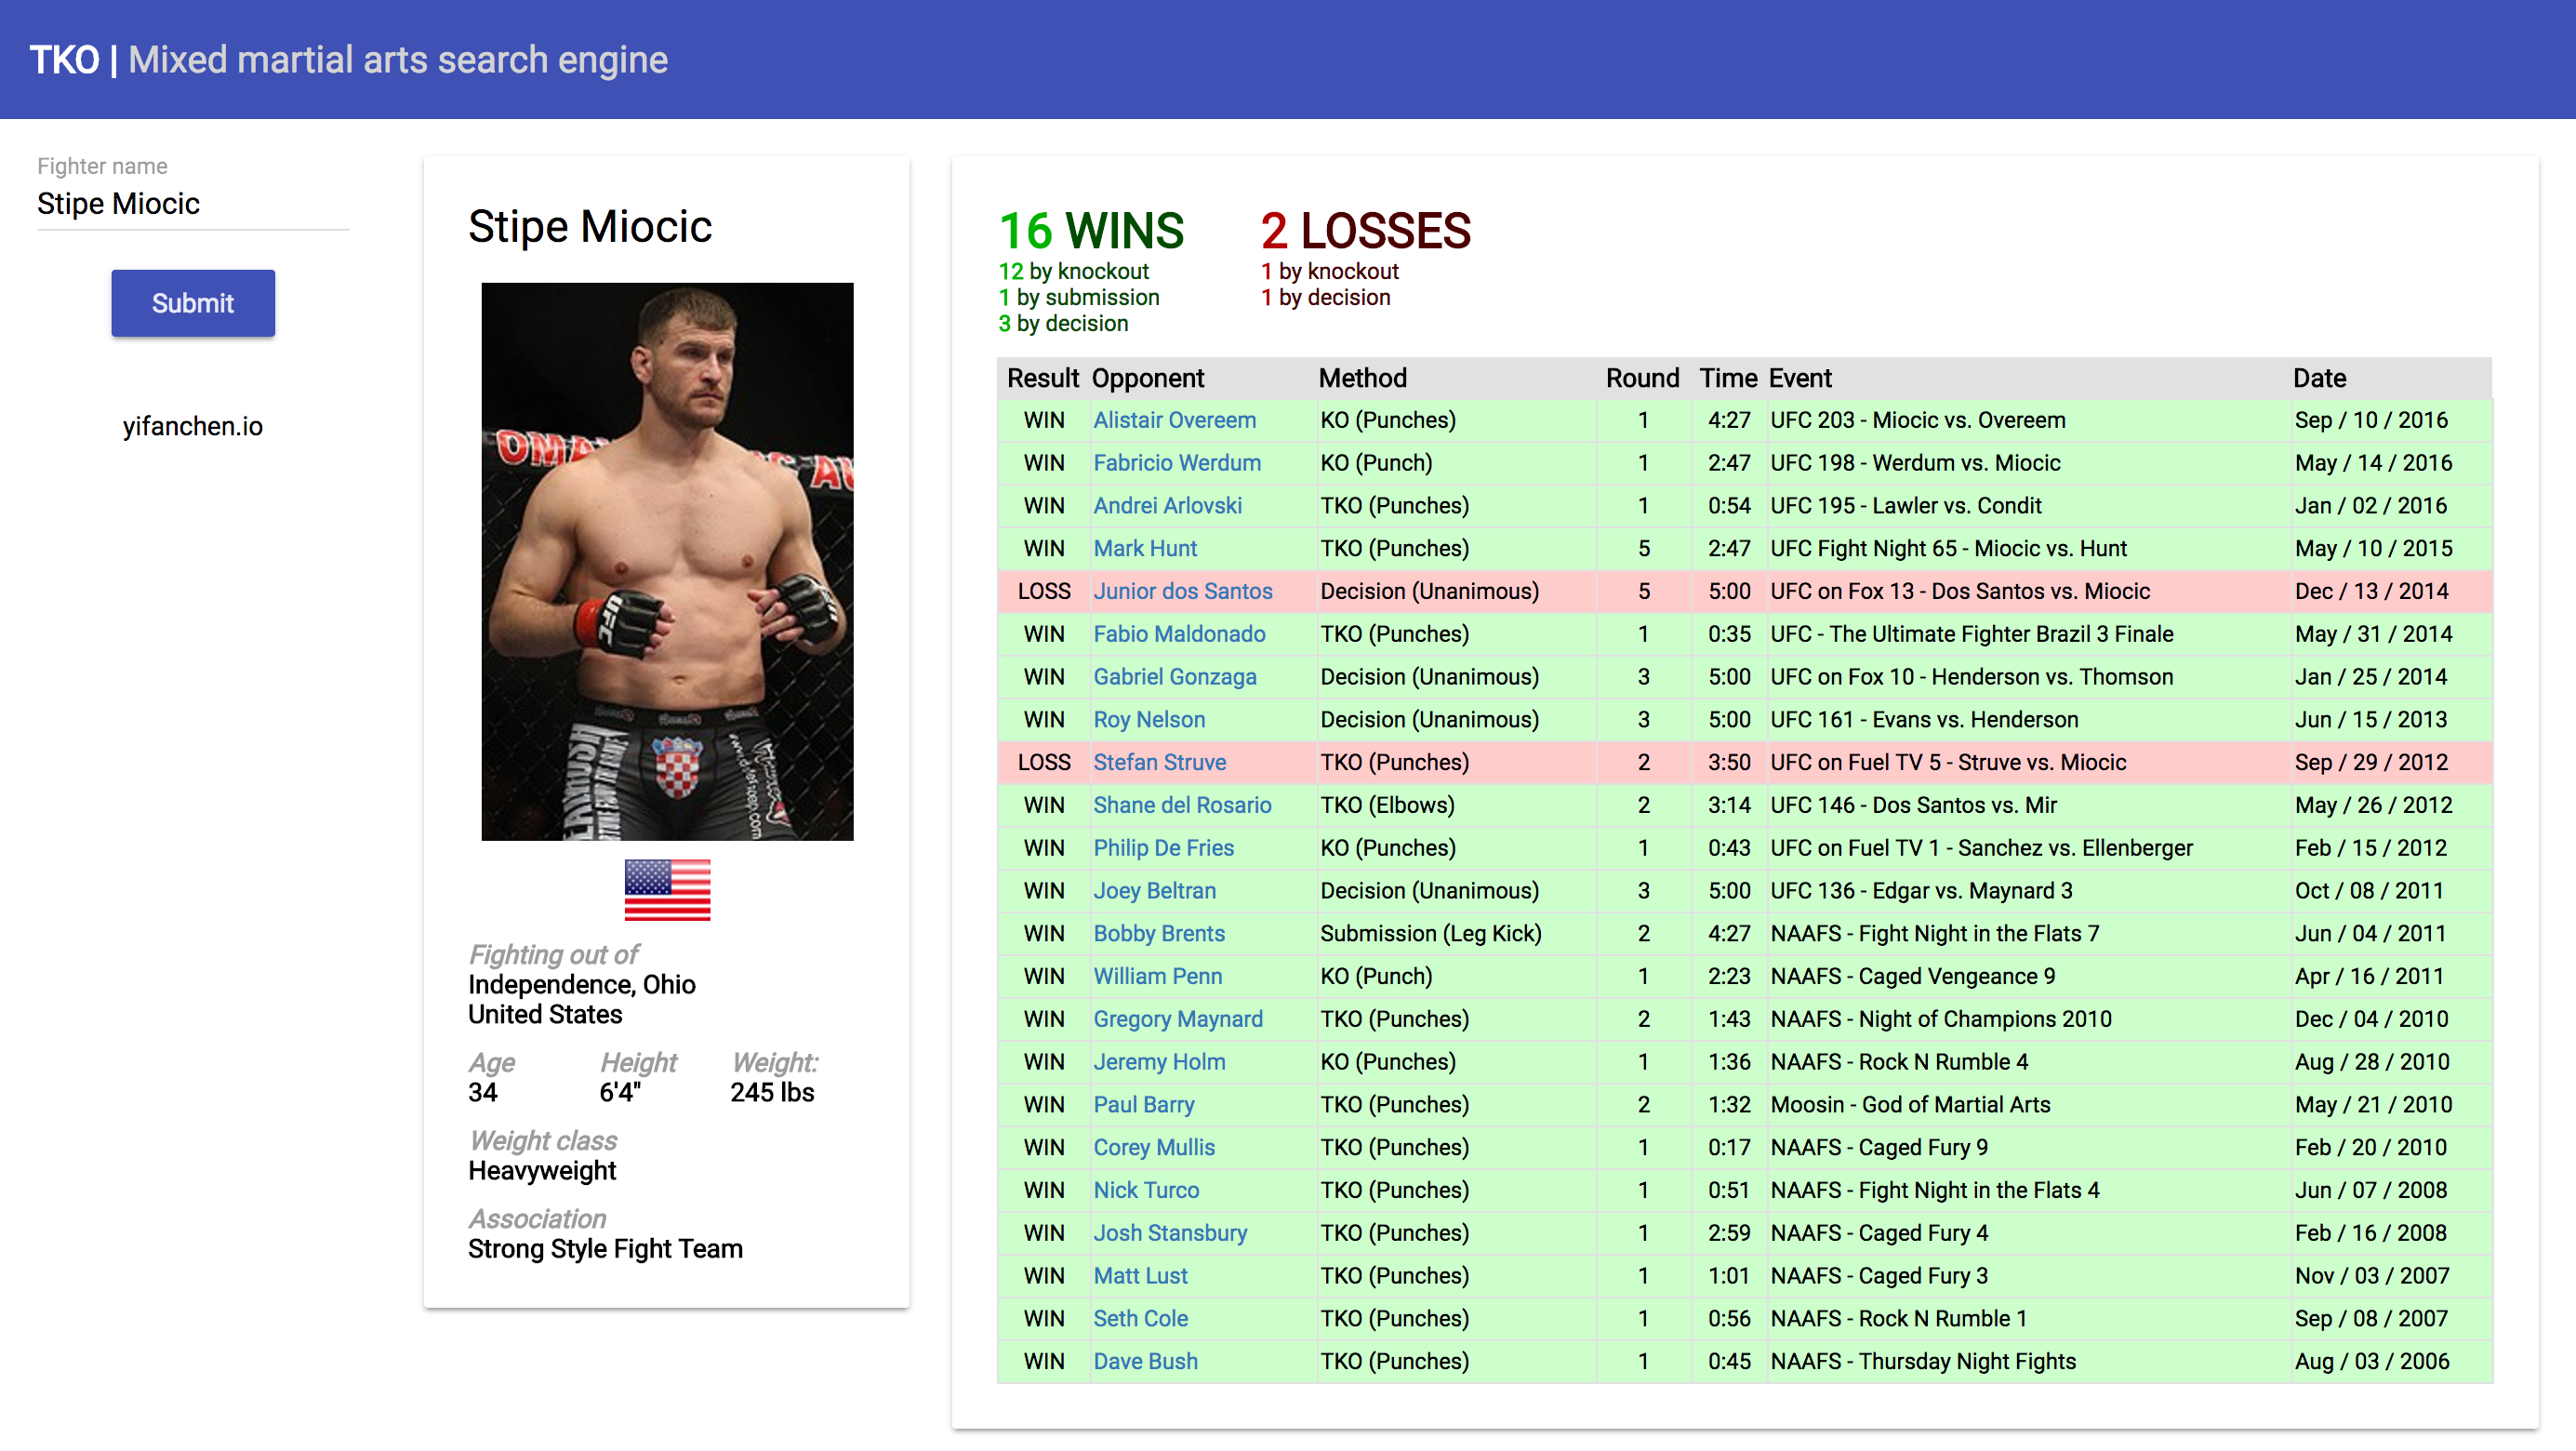 TKO | Mixed martial arts search engine
Fighter name
Stipe Miocic
Submit
yifanchen.io
Stipe Miocic
UFC
Fighting out of
Independence, Ohio
United States
Age Height Weight:
34 6'4" 245 lbs
Weight class
Heavyweight
Association
Strong Style Fight Team
16 WINS 2 LOSSES
12 by knockout 1 by knockout
1 by submission 1 by decision
3 by decision
Result Opponent Method Round Time Event Date
WIN Alistair Overeem KO (Punches) 1 4:27 UFC 203 - Miocic vs. Overeem Sep / 10 / 2016
WIN Fabricio Werdum KO (Punch) 1 2:47 UFC 198 - Werdum vs. Miocic May / 14 / 2016
WIN Andrei Arlovski TKO (Punches) 1 0:54 UFC 195 - Lawler vs. Condit Jan / 02 / 2016
WIN Mark Hunt TKO (Punches) 5 2:47 UFC Fight Night 65 - Miocic vs. Hunt May / 10 / 2015
LOSS Junior dos Santos Decision (Unanimous) 5 5:00 UFC on Fox 13 - Dos Santos vs. Miocic Dec / 13 / 2014
WIN Fabio Maldonado TKO (Punches) 1 0:35 UFC - The Ultimate Fighter Brazil 3 Finale May / 31 / 2014
WIN Gabriel Gonzaga Decision (Unanimous) 3 5:00 UFC on Fox 10 - Henderson vs. Thomson Jan / 25 / 2014
WIN Roy Nelson Decision (Unanimous) 3 5:00 UFC 161 - Evans vs. Henderson Jun / 15 / 2013
LOSS Stefan Struve TKO (Punches) 2 3:50 UFC on Fuel TV 5 - Struve vs. Miocic Sep / 29 / 2012
WIN Shane del Rosario TKO (Elbows) 2 3:14 UFC 146 - Dos Santos vs. Mir May / 26 / 2012
WIN Philip De Fries KO (Punches) 1 0:43 UFC on Fuel TV 1 - Sanchez vs. Ellenberger Feb / 15 / 2012
WIN Joey Beltran Decision (Unanimous) 3 5:00 UFC 136 - Edgar vs. Maynard 3 Oct / 08 / 2011
WIN Bobby Brents Submission (Leg Kick) 2 4:27 NAAFS - Fight Night in the Flats 7 Jun / 04 / 2011
WIN William Penn KO (Punch) 1 2:23 NAAFS - Caged Vengeance 9 Apr / 16 / 2011
WIN Gregory Maynard TKO (Punches) 2 1:43 NAAFS - Night of Champions 2010 Dec / 04 / 2010
WIN Jeremy Holm KO (Punches) 1 1:36 NAAFS - Rock N Rumble 4 Aug / 28 / 2010
WIN Paul Barry TKO (Punches) 2 1:32 Moosin - God of Martial Arts May / 21 / 2010
WIN Corey Mullis TKO (Punches) 1 0:17 NAAFS - Caged Fury 9 Feb / 20 / 2010
WIN Nick Turco TKO (Punches) 1 0:51 NAAFS - Fight Night in the Flats 4 Jun / 07 / 2008
WIN Josh Stansbury TKO (Punches) 1 2:59 NAAFS - Caged Fury 4 Feb / 16 / 2008
WIN Matt Lust TKO (Punches) 1 1:01 NAAFS - Caged Fury 3 Nov / 03 / 2007
WIN Seth Cole TKO (Punches) 1 0:56 NAAFS - Rock N Rumble 1 Sep / 08 / 2007
WIN Dave Bush TKO (Punches) 1 0:45 NAAFS - Thursday Night Fights Aug / 03 / 2006